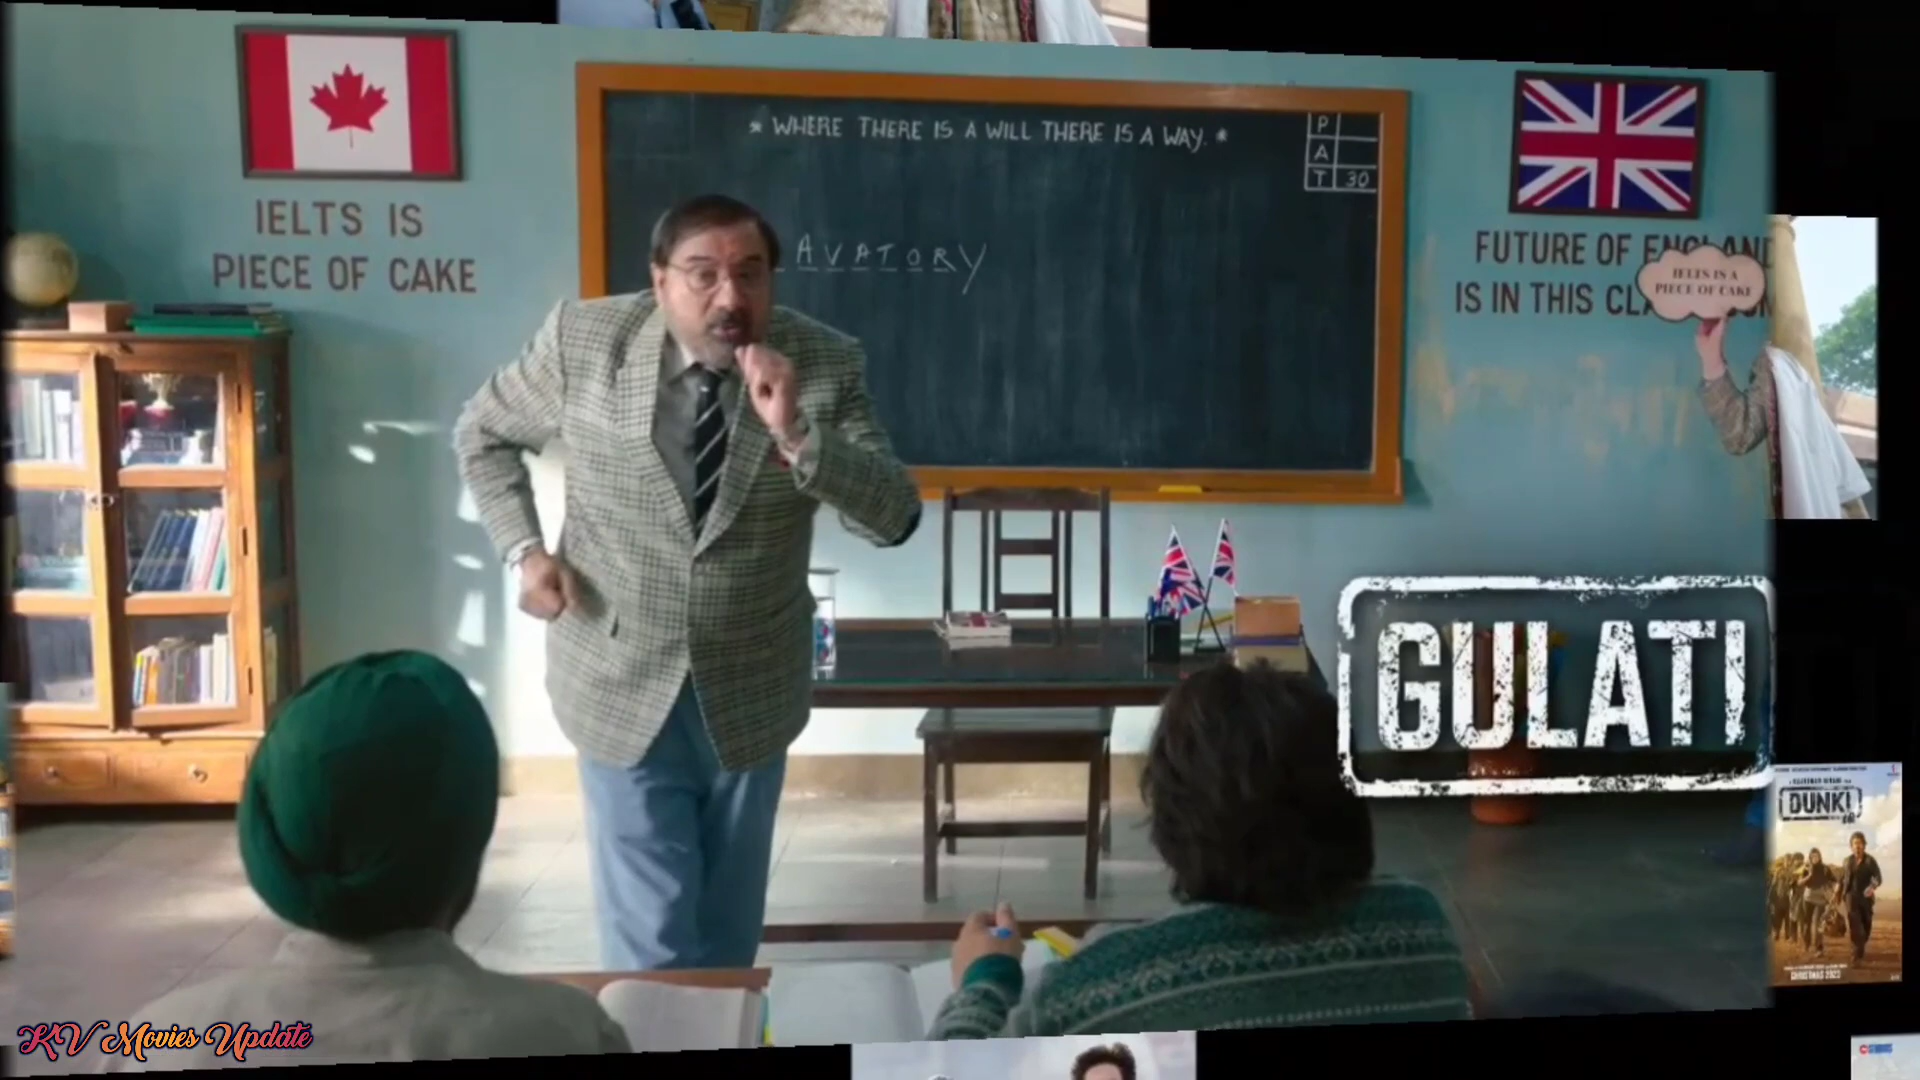 * WHERE THERE IS A WILL THERE IS A WAY. *
P
A
T 30
IELTS IS
PIECE OF CAKE
AVATORY
FUTURE OF ENGLAND
IS IN THIS
IELTS IS A
PIECE OF CAKE
GULATI
DUNKI
CHRISTMAS 2023
KV Movies Update